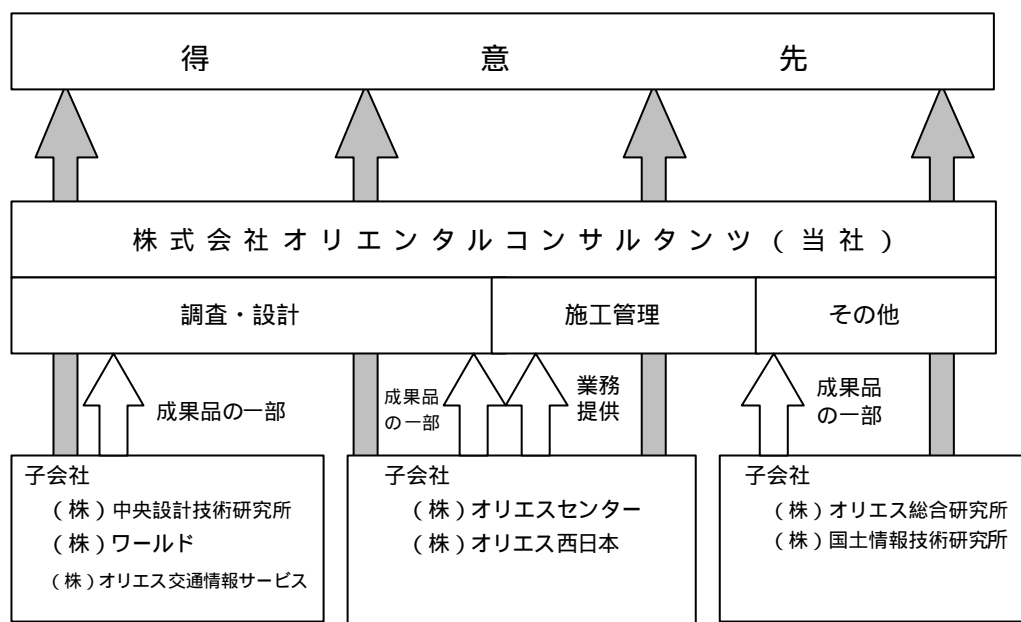 得意先
株式会社オリエンタルコンサルタンツ(当社)
調査・設計
施工管理
その他
成果品の一部
成果品
の一部
業務
提供
成果品
の一部
子会社
(株)中央設計技術研究所
(株)ワールド
(株)オリエス交通情報サービス
子会社
(株)オリエスセンター
(株)オリエス西日本
子会社
(株)オリエス総合研究所
(株)国土情報技術研究所